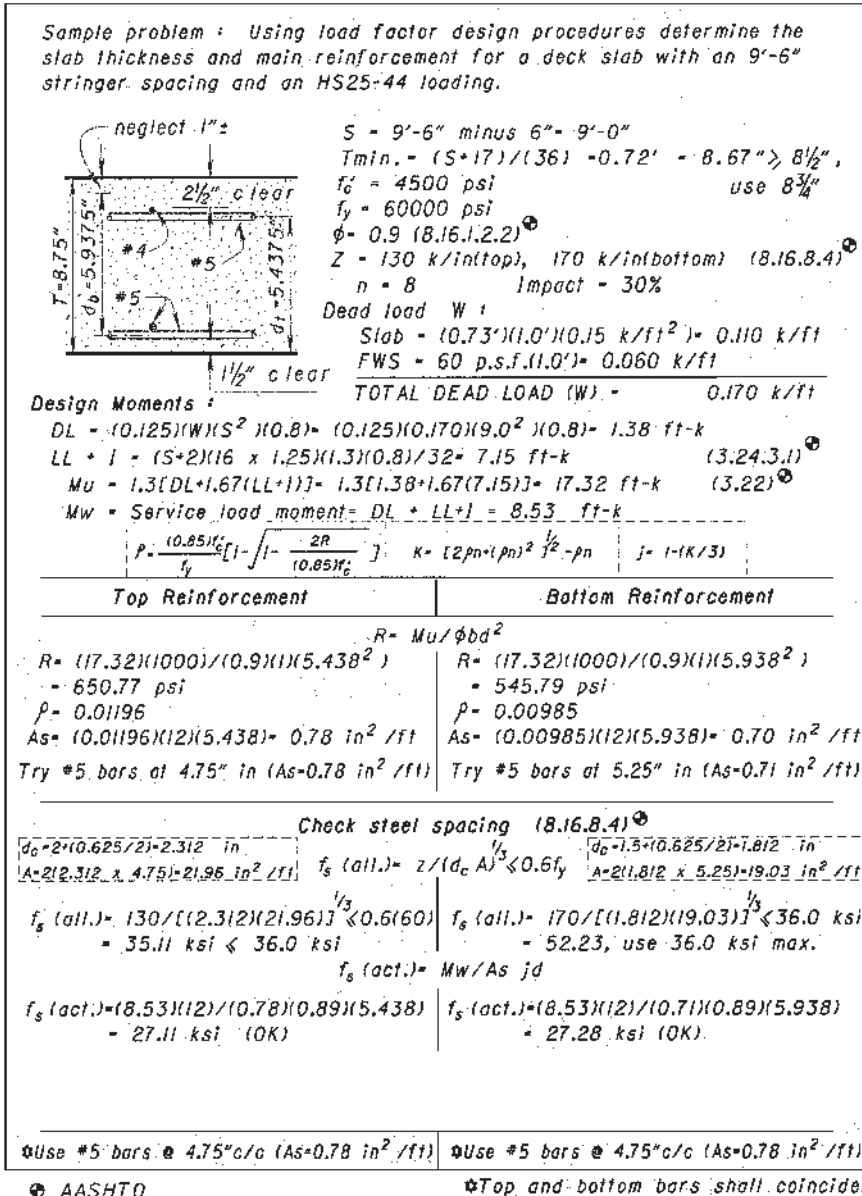 Sample problem : Using load factor design procedures determine the
slab thickness and main reinforcement for a deck slab with an 9'-6"
stringer spacing and an HS25-44 loading.
neglect 1"±
2½" clear
#4
#5
#5
T=8.75"
db=5.9375"
dt=5.4375"
1½" clear
S = 9'-6" minus 6"= 9'-0"
Tmin.= (S+17)/(36) =0.72' = 8.67" ⩾ 8½",
use 8¾"
f'c = 4500 psi
fy = 60000 psi
ϕ= 0.9 (8.16.1.2.2)
Z = 130 k/in(top), 170 k/in(bottom) (8.16.8.4)
n = 8 Impact = 30%
Dead load W :
Slab = (0.73')(1.0')(0.15 k/ft²)= 0.110 k/ft
FWS = 60 p.s.f.(1.0')= 0.060 k/ft
TOTAL DEAD LOAD (W) = 0.170 k/ft
Design Moments :
DL = (0.125)(W)(S²)(0.8)= (0.125)(0.170)(9.0²)(0.8)= 1.38 ft-k
LL + I = (S+2)(16 x 1.25)(1.3)(0.8)/32= 7.15 ft-k (3.24.3.1)
Mu = 1.3[DL+1.67(LL+I)]= 1.3[1.38+1.67(7.15)]= 17.32 ft-k (3.22)
Mw = Service load moment= DL + LL+I = 8.53 ft-k
ρ= (0.85)f'c/fy [1-√1- 2R/(0.85)f'c ] K= [2ρn+(ρn)²]^1/2 -ρn j= 1-(K/3)
Top Reinforcement Bottom Reinforcement
R= Mu/ϕbd²
R= (17.32)(1000)/(0.9)(1)(5.438²) R= (17.32)(1000)/(0.9)(1)(5.938²)
= 650.77 psi = 545.79 psi
ρ= 0.01196 ρ= 0.00985
As= (0.01196)(12)(5.438)= 0.78 in²/ft As= (0.00985)(12)(5.938)= 0.70 in²/ft
Try #5 bars at 4.75" in (As=0.78 in²/ft) Try #5 bars at 5.25" in (As=0.71 in²/ft)
Check steel spacing (8.16.8.4)
dc=2+(0.625/2)=2.312 in dc=1.5+(0.625/2)=1.812 in
A=2(2.312 x 4.75)=21.96 in²/ft fs (all.)= z/(dc A)^1/3 ⩽0.6fy A=2(1.812 x 5.25)=19.03 in²/ft
fs (all.)= 130/[(2.312)(21.96)]^1/3 ⩽0.6(60) fs (all.)= 170/[(1.812)(19.03)]^1/3 ⩽36.0 ksi
= 35.11 ksi ⩽ 36.0 ksi = 52.23, use 36.0 ksi max.
fs (act.)= Mw/As jd
fs (act.)=(8.53)(12)/(0.78)(0.89)(5.438) fs (act.)=(8.53)(12)/(0.71)(0.89)(5.938)
= 27.11 ksi (OK) = 27.28 ksi (OK)
✿Use #5 bars @ 4.75"c/c (As=0.78 in²/ft) ✿Use #5 bars @ 4.75"c/c (As=0.78 in²/ft)
AASHTO ✿Top and bottom bars shall coincide